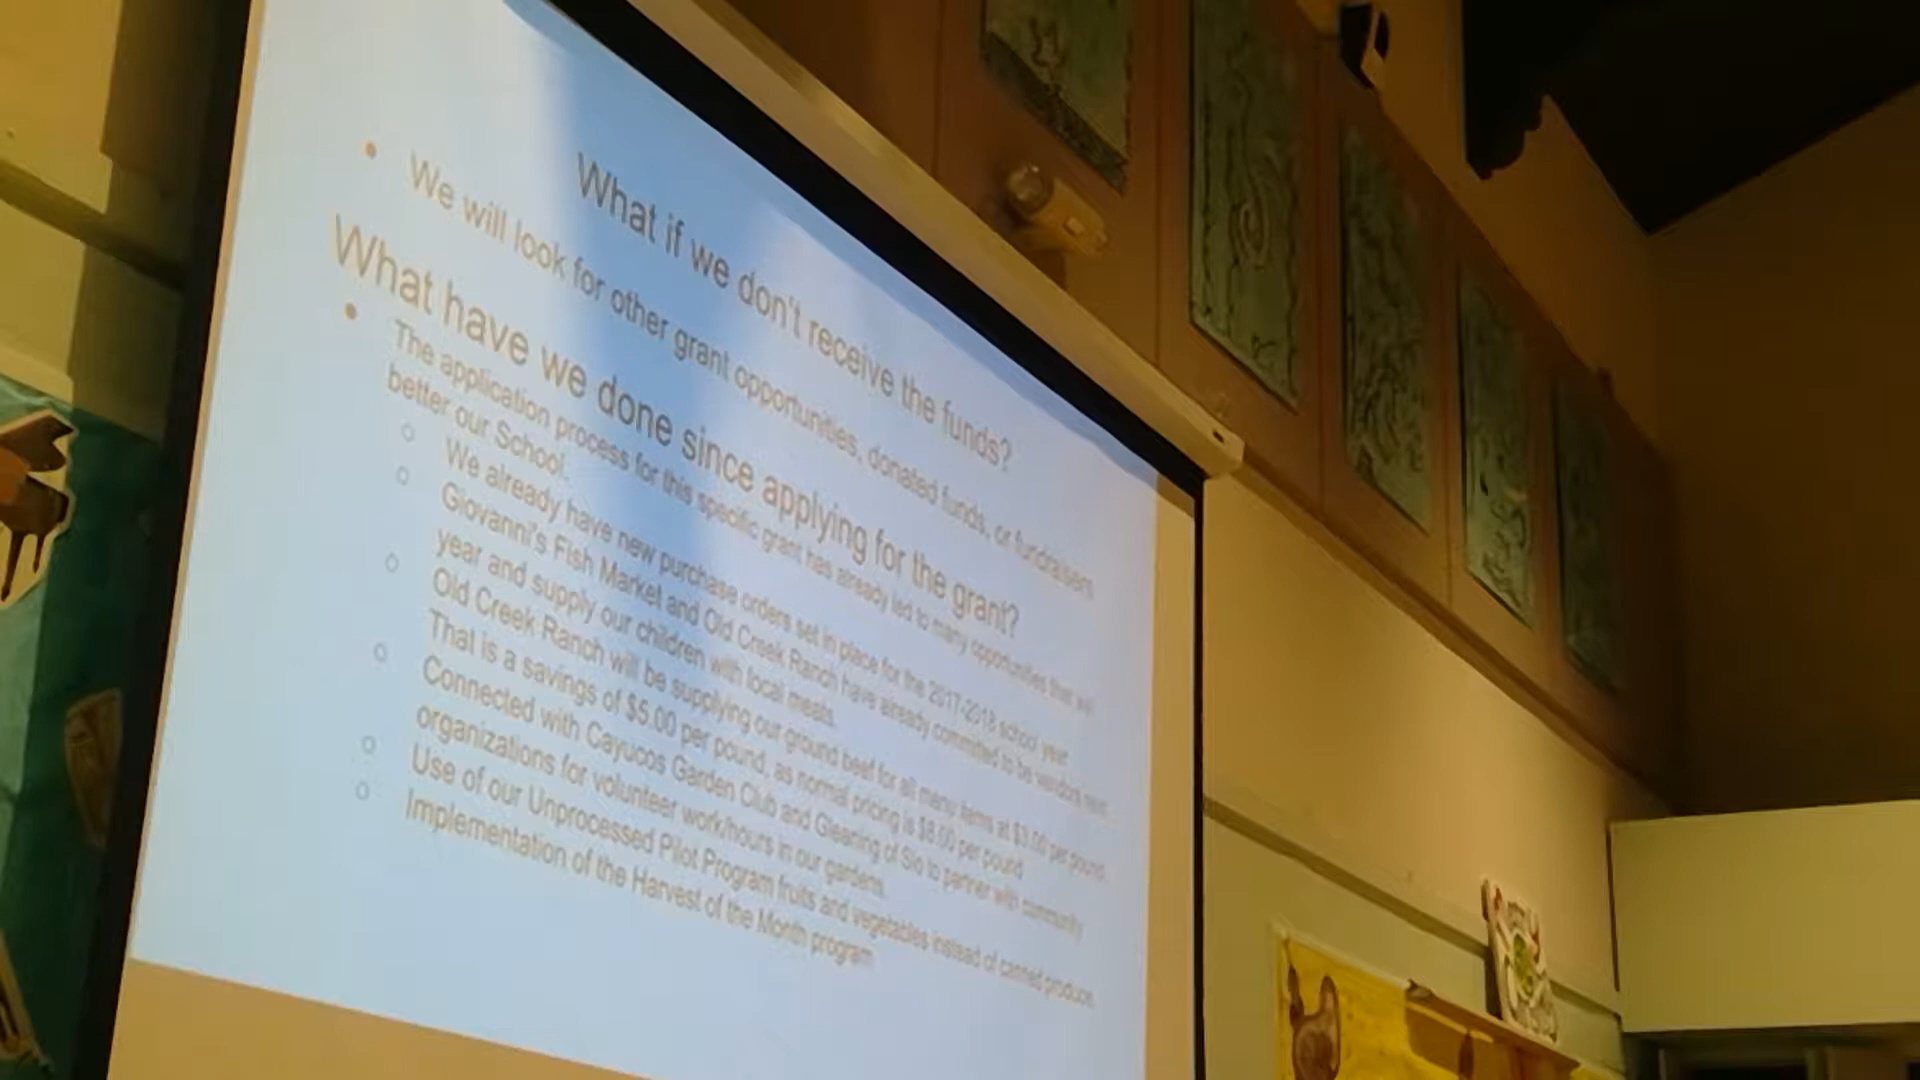 What if we don't receive the funds?
We will look for other grant opportunities, donated funds, or fundraisers
What have we done since applying for the grant?
The application process for this specific grant has already led to many opportunities that will
better our School.
We already have new purchase orders set in place for the 2017-2018 school year
Giovanni's Fish Market and Old Creek Ranch have already committed to be vendors next
year and supply our children with local meats.
Old Creek Ranch will be supplying our ground beef for all menu items at $3.00 per pound.
That is a savings of $5.00 per pound, as normal pricing is $8.00 per pound
Connected with Cayucos Garden Club and Gleaning of Slo to partner with community
organizations for volunteer work/hours in our gardens.
Use of our Unprocessed Pilot Program fruits and vegetables instead of canned produce.
Implementation of the Harvest of the Month program